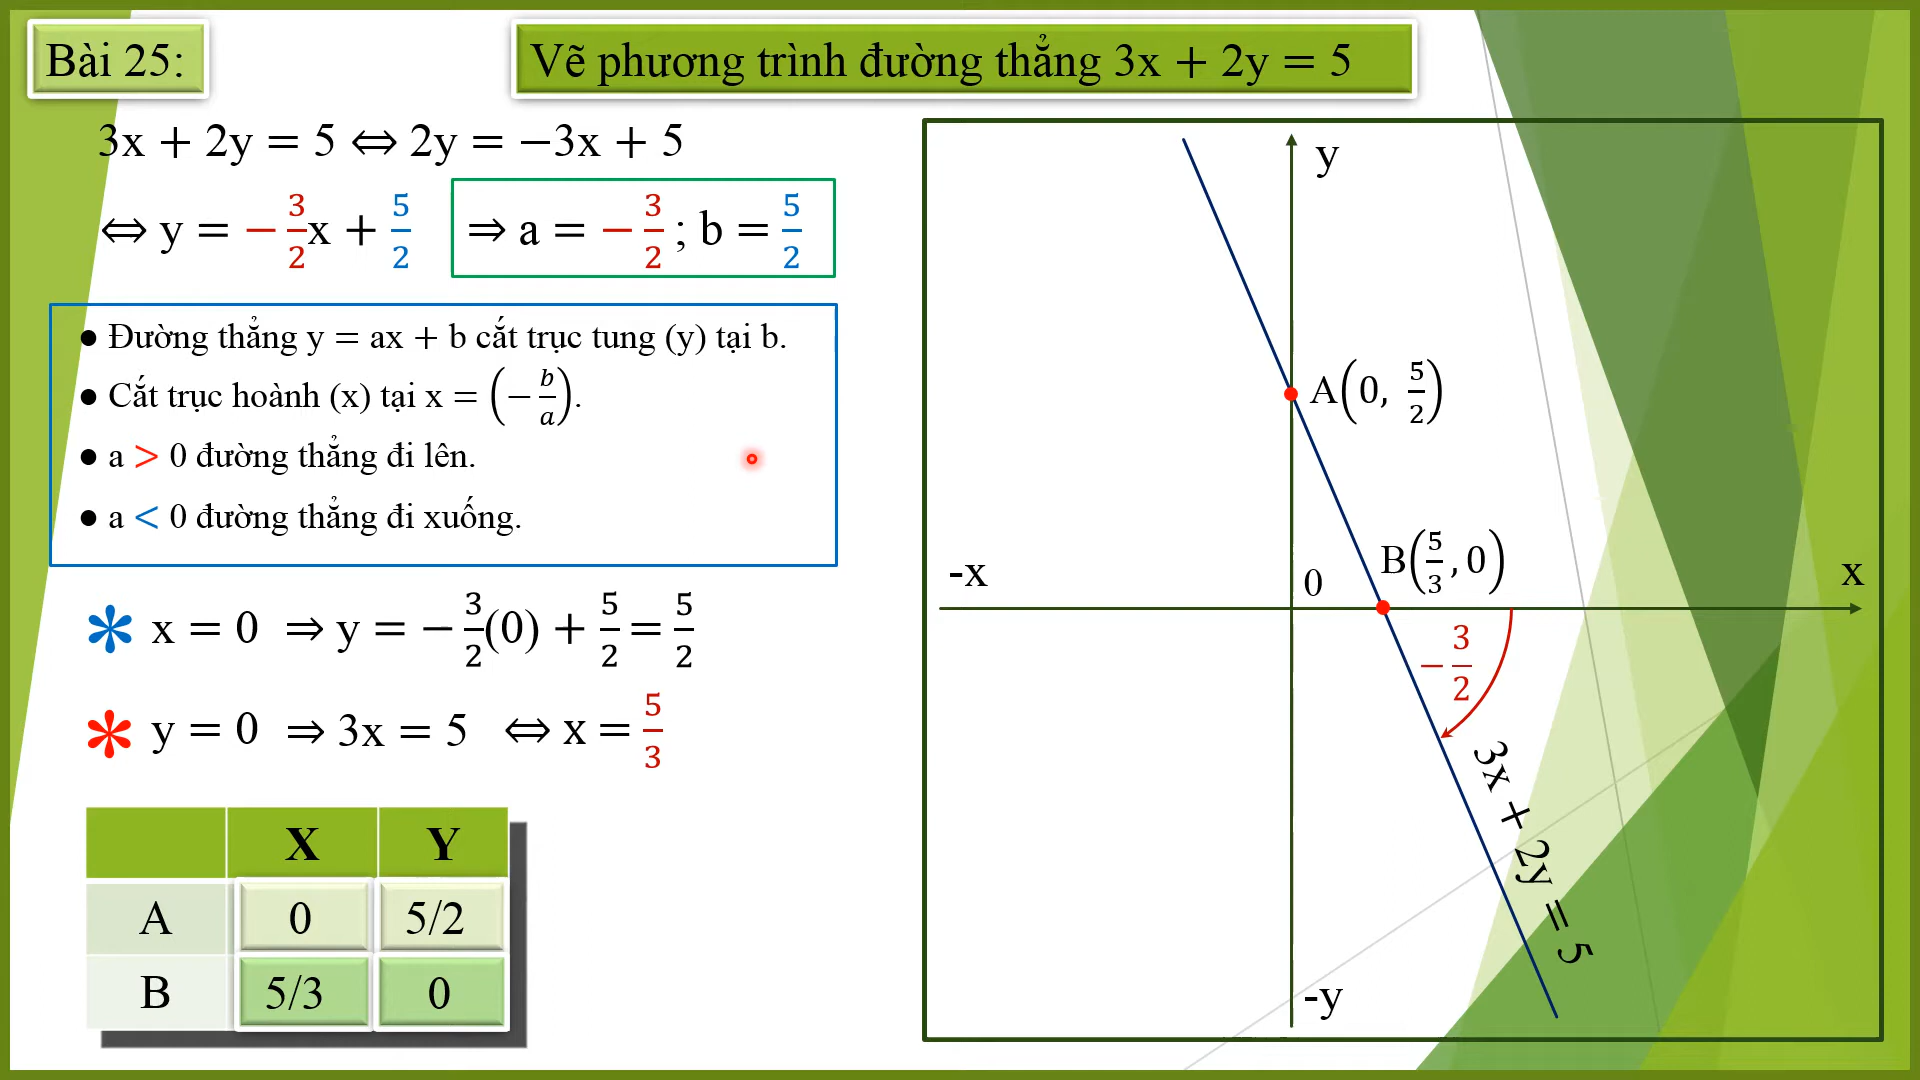 Bài 25:
Vẽ phương trình đường thẳng 3x + 2y = 5
3x + 2y = 5 ⇔ 2y = −3x + 5
⇔ y = − 3/2 x + 5/2
⇒ a = − 3/2 ; b = 5/2
● Đường thẳng y = ax + b cắt trục tung (y) tại b.
● Cắt trục hoành (x) tại x = (− b/a).
● a > 0 đường thẳng đi lên.
● a < 0 đường thẳng đi xuống.
* x = 0 ⇒ y = − 3/2 (0) + 5/2 = 5/2
* y = 0 ⇒ 3x = 5 ⇔ x = 5/3
X Y
A 0 5/2
B 5/3 0
y
A(0, 5/2)
B(5/3, 0)
-x
0
x
− 3/2
3x + 2y = 5
-y